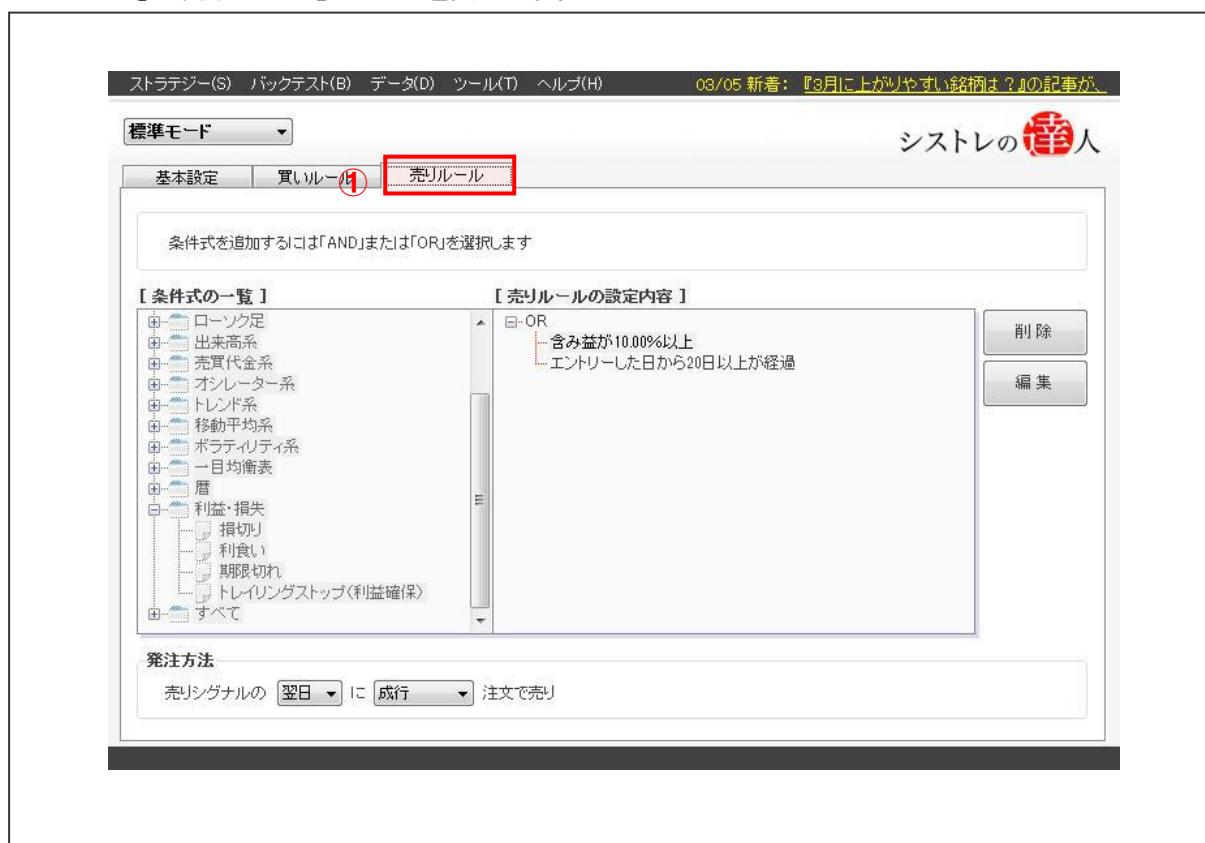 ストラテジー(S) バックテスト(B) データ(D) ツール(T) ヘルプ(H) 03/05 新着： 『3月に上がりやすい銘柄は？』の記事が、
標準モード
シストレの達人
基本設定 買いルール ① 売りルール
条件式を追加するには「AND」または「OR」を選択します
[ 条件式の一覧 ] [ 売りルールの設定内容 ]
ローソク足
出来高系
売買代金系
オシレーター系
トレンド系
移動平均系
ボラティリティ系
一目均衡表
暦
利益・損失
損切り
利食い
期限切れ
トレイリングストップ(利益確保)
すべて
OR
含み益が10.00%以上
エントリーした日から20日以上が経過
削除
編集
発注方法
売りシグナルの 翌日 に 成行 注文で売り